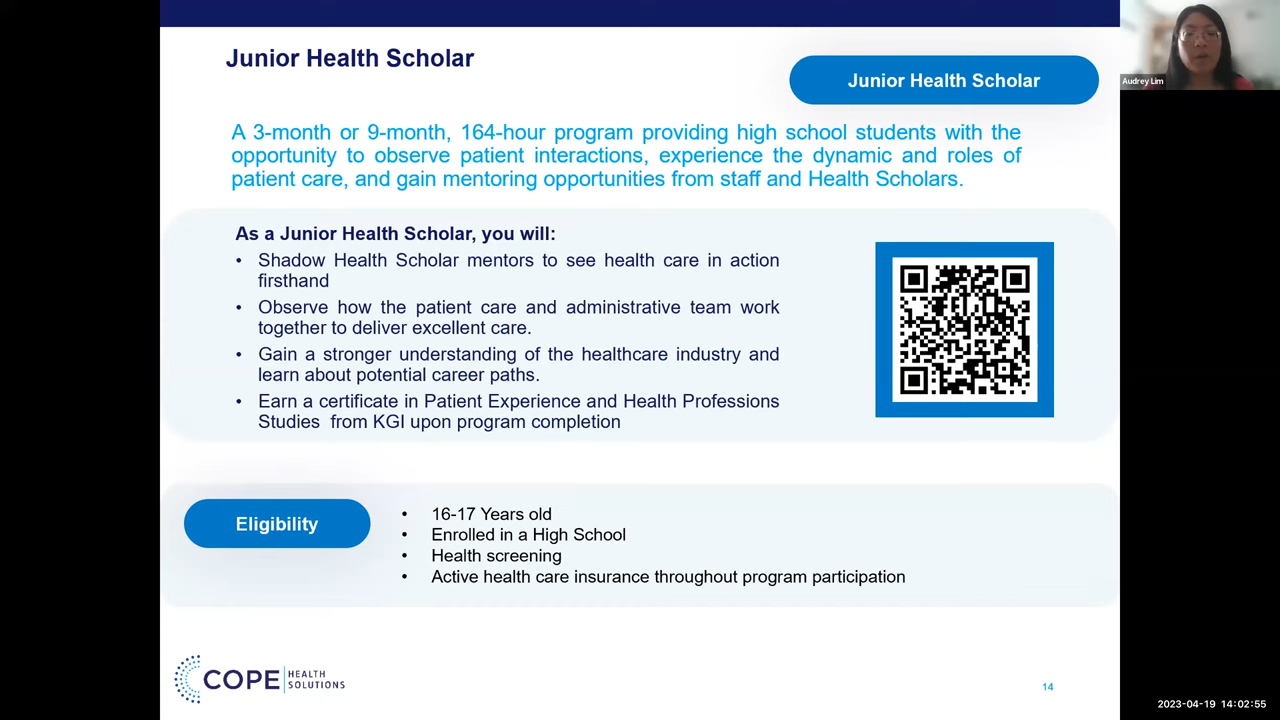 Junior Health Scholar
Junior Health Scholar
Audrey Lim
A 3-month or 9-month, 164-hour program providing high school students with the
opportunity to observe patient interactions, experience the dynamic and roles of
patient care, and gain mentoring opportunities from staff and Health Scholars.
As a Junior Health Scholar, you will:
• Shadow Health Scholar mentors to see health care in action
firsthand
• Observe how the patient care and administrative team work
together to deliver excellent care.
• Gain a stronger understanding of the healthcare industry and
learn about potential career paths.
• Earn a certificate in Patient Experience and Health Professions
Studies from KGI upon program completion
Eligibility
• 16-17 Years old
• Enrolled in a High School
• Health screening
• Active health care insurance throughout program participation
COPE HEALTH
SOLUTIONS
14
2023-04-19 14:02:55